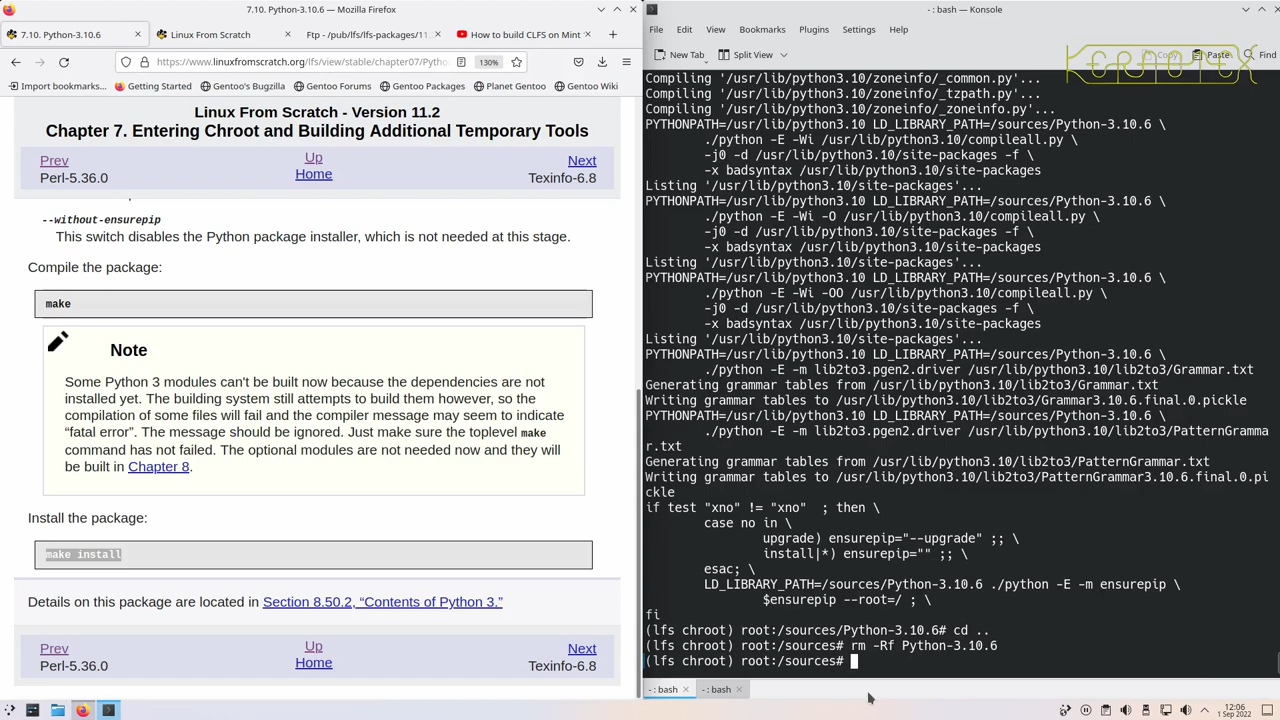 7.10. Python-3.10.6 — Mozilla Firefox
7.10. Python-3.10.6
Linux From Scratch
Ftp - /pub/lfs/lfs-packages/11.
How to build CLFS on Mint
https://www.linuxfromscratch.org/lfs/view/stable/chapter07/Pytho
130%
Import bookmarks...
Getting Started
Gentoo's Bugzilla
Gentoo Forums
Gentoo Packages
Planet Gentoo
Gentoo Wiki
Linux From Scratch - Version 11.2
Chapter 7. Entering Chroot and Building Additional Temporary Tools
Prev
Up
Next
Perl-5.36.0
Home
Texinfo-6.8
--without-ensurepip
This switch disables the Python package installer, which is not needed at this stage.
Compile the package:
make
Note
Some Python 3 modules can't be built now because the dependencies are not
installed yet. The building system still attempts to build them however, so the
compilation of some files will fail and the compiler message may seem to indicate
“fatal error”. The message should be ignored. Just make sure the toplevel make
command has not failed. The optional modules are not needed now and they will
be built in Chapter 8.
Install the package:
make install
Details on this package are located in Section 8.50.2, “Contents of Python 3.”
Prev
Up
Next
Perl-5.36.0
Home
Texinfo-6.8
- : bash — Konsole
File Edit View Bookmarks Plugins Settings Help
New Tab
Split View
Copy
Paste
Find
KEROTPLEX
Compiling '/usr/lib/python3.10/zoneinfo/_common.py'...
Compiling '/usr/lib/python3.10/zoneinfo/_tzpath.py'...
Compiling '/usr/lib/python3.10/zoneinfo/_zoneinfo.py'...
PYTHONPATH=/usr/lib/python3.10 LD_LIBRARY_PATH=/sources/Python-3.10.6 \
./python -E -Wi /usr/lib/python3.10/compileall.py \
-j0 -d /usr/lib/python3.10/site-packages -f \
-x badsyntax /usr/lib/python3.10/site-packages
Listing '/usr/lib/python3.10/site-packages'...
PYTHONPATH=/usr/lib/python3.10 LD_LIBRARY_PATH=/sources/Python-3.10.6 \
./python -E -Wi -O /usr/lib/python3.10/compileall.py \
-j0 -d /usr/lib/python3.10/site-packages -f \
-x badsyntax /usr/lib/python3.10/site-packages
Listing '/usr/lib/python3.10/site-packages'...
PYTHONPATH=/usr/lib/python3.10 LD_LIBRARY_PATH=/sources/Python-3.10.6 \
./python -E -Wi -OO /usr/lib/python3.10/compileall.py \
-j0 -d /usr/lib/python3.10/site-packages -f \
-x badsyntax /usr/lib/python3.10/site-packages
Listing '/usr/lib/python3.10/site-packages'...
PYTHONPATH=/usr/lib/python3.10 LD_LIBRARY_PATH=/sources/Python-3.10.6 \
./python -E -m lib2to3.pgen2.driver /usr/lib/python3.10/lib2to3/Grammar.txt
Generating grammar tables from /usr/lib/python3.10/lib2to3/Grammar.txt
Writing grammar tables to /usr/lib/python3.10/lib2to3/Grammar3.10.6.final.0.pickle
PYTHONPATH=/usr/lib/python3.10 LD_LIBRARY_PATH=/sources/Python-3.10.6 \
./python -E -m lib2to3.pgen2.driver /usr/lib/python3.10/lib2to3/PatternGramma
r.txt
Generating grammar tables from /usr/lib/python3.10/lib2to3/PatternGrammar.txt
Writing grammar tables to /usr/lib/python3.10/lib2to3/PatternGrammar3.10.6.final.0.pi
ckle
if test "xno" != "xno" ; then \
case no in \
upgrade) ensurepip="--upgrade" ;; \
install|*) ensurepip="" ;; \
esac; \
LD_LIBRARY_PATH=/sources/Python-3.10.6 ./python -E -m ensurepip \
$ensurepip --root=/ ; \
fi
(lfs chroot) root:/sources/Python-3.10.6# cd ..
(lfs chroot) root:/sources# rm -Rf Python-3.10.6
(lfs chroot) root:/sources#
- : bash
- : bash
12:06
1 Sep 2022